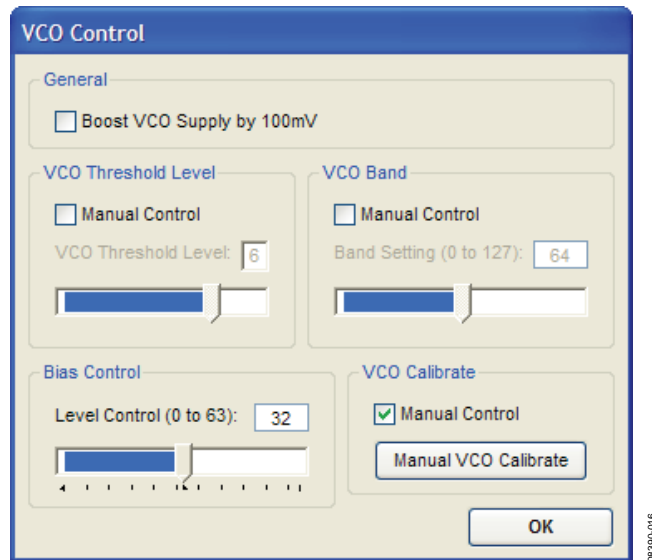 VCO Control
General
Boost VCO Supply by 100mV
VCO Threshold Level
Manual Control
VCO Threshold Level: 6
VCO Band
Manual Control
Band Setting (0 to 127): 64
Bias Control
Level Control (0 to 63): 32
VCO Calibrate
Manual Control
Manual VCO Calibrate
OK